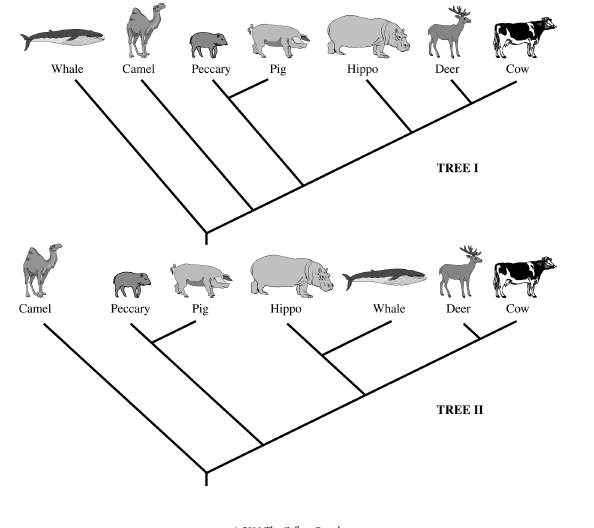 Whale Camel Peccary Pig Hippo Deer Cow
TREE I
Camel Peccary Pig Hippo Whale Deer Cow
TREE II